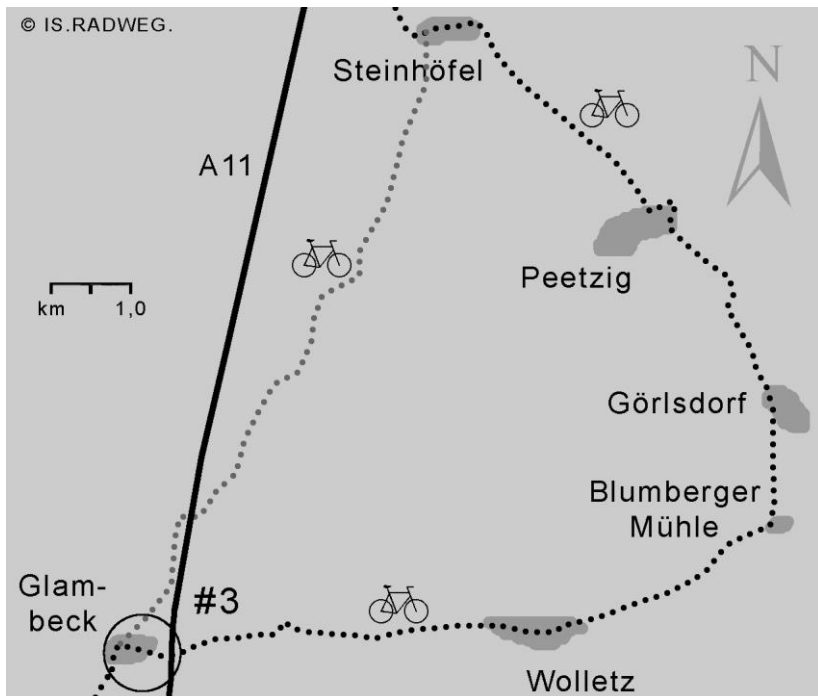 © IS.RADWEG.
Steinhöfel
N
A11
Peetzig
km 1,0
Görlsdorf
Blumberger
Mühle
Glam-
beck
#3
Wolletz